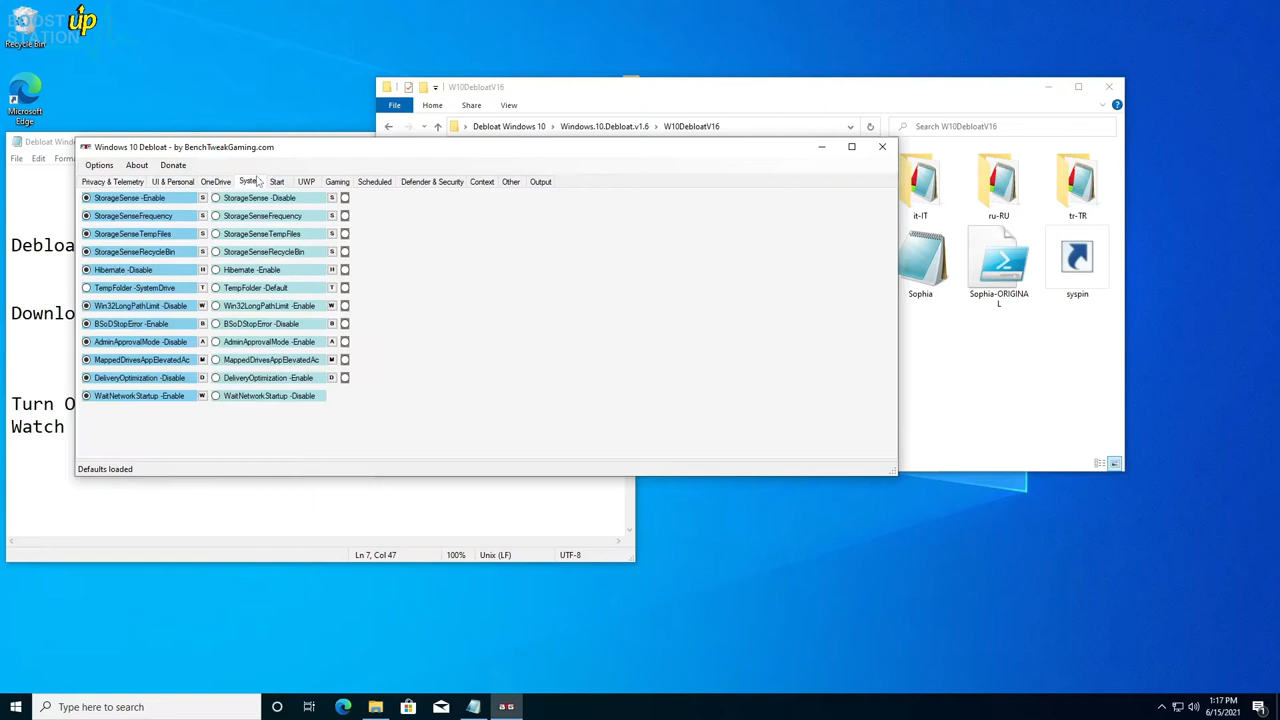 BOOST UP
STATION
Recycle Bin
Microsoft
Edge
W10DebloatV16
File Home Share View
Debloat Windows 10 > Windows.10.Debloat.v1.6 > W10DebloatV16
Search W10DebloatV16
it-IT
ru-RU
tr-TR
Sophia
Sophia-ORIGINAL
syspin
File Edit
Ln 7, Col 47 100% Unix (LF) UTF-8
Windows 10 Debloat - by BenchTweakGaming.com
Options About Donate
Privacy & Telemetry UI & Personal OneDrive Start UWP Gaming Scheduled Defender & Security Context Other Output
StorageSense -Enable S StorageSense -Disable S
StorageSenseFrequency S StorageSenseFrequency S
StorageSenseTempFiles S StorageSenseTempFiles S
StorageSenseRecycleBin S StorageSenseRecycleBin S
Hibernate -Disable H Hibernate -Enable H
TempFolder -SystemDrive T TempFolder -Default T
Win32LongPathLimit -Disable W Win32LongPathLimit -Enable W
BSoDStopError -Enable B BSoDStopError -Disable B
AdminApprovalMode -Disable A AdminApprovalMode -Enable A
MappedDrivesAppElevatedAc M MappedDrivesAppElevatedAc M
DeliveryOptimization -Disable D DeliveryOptimization -Enable D
WaitNetworkStartup -Enable W WaitNetworkStartup -Disable
Defaults loaded
Turn
Watch
Type here to search
1:17 PM
6/15/2021